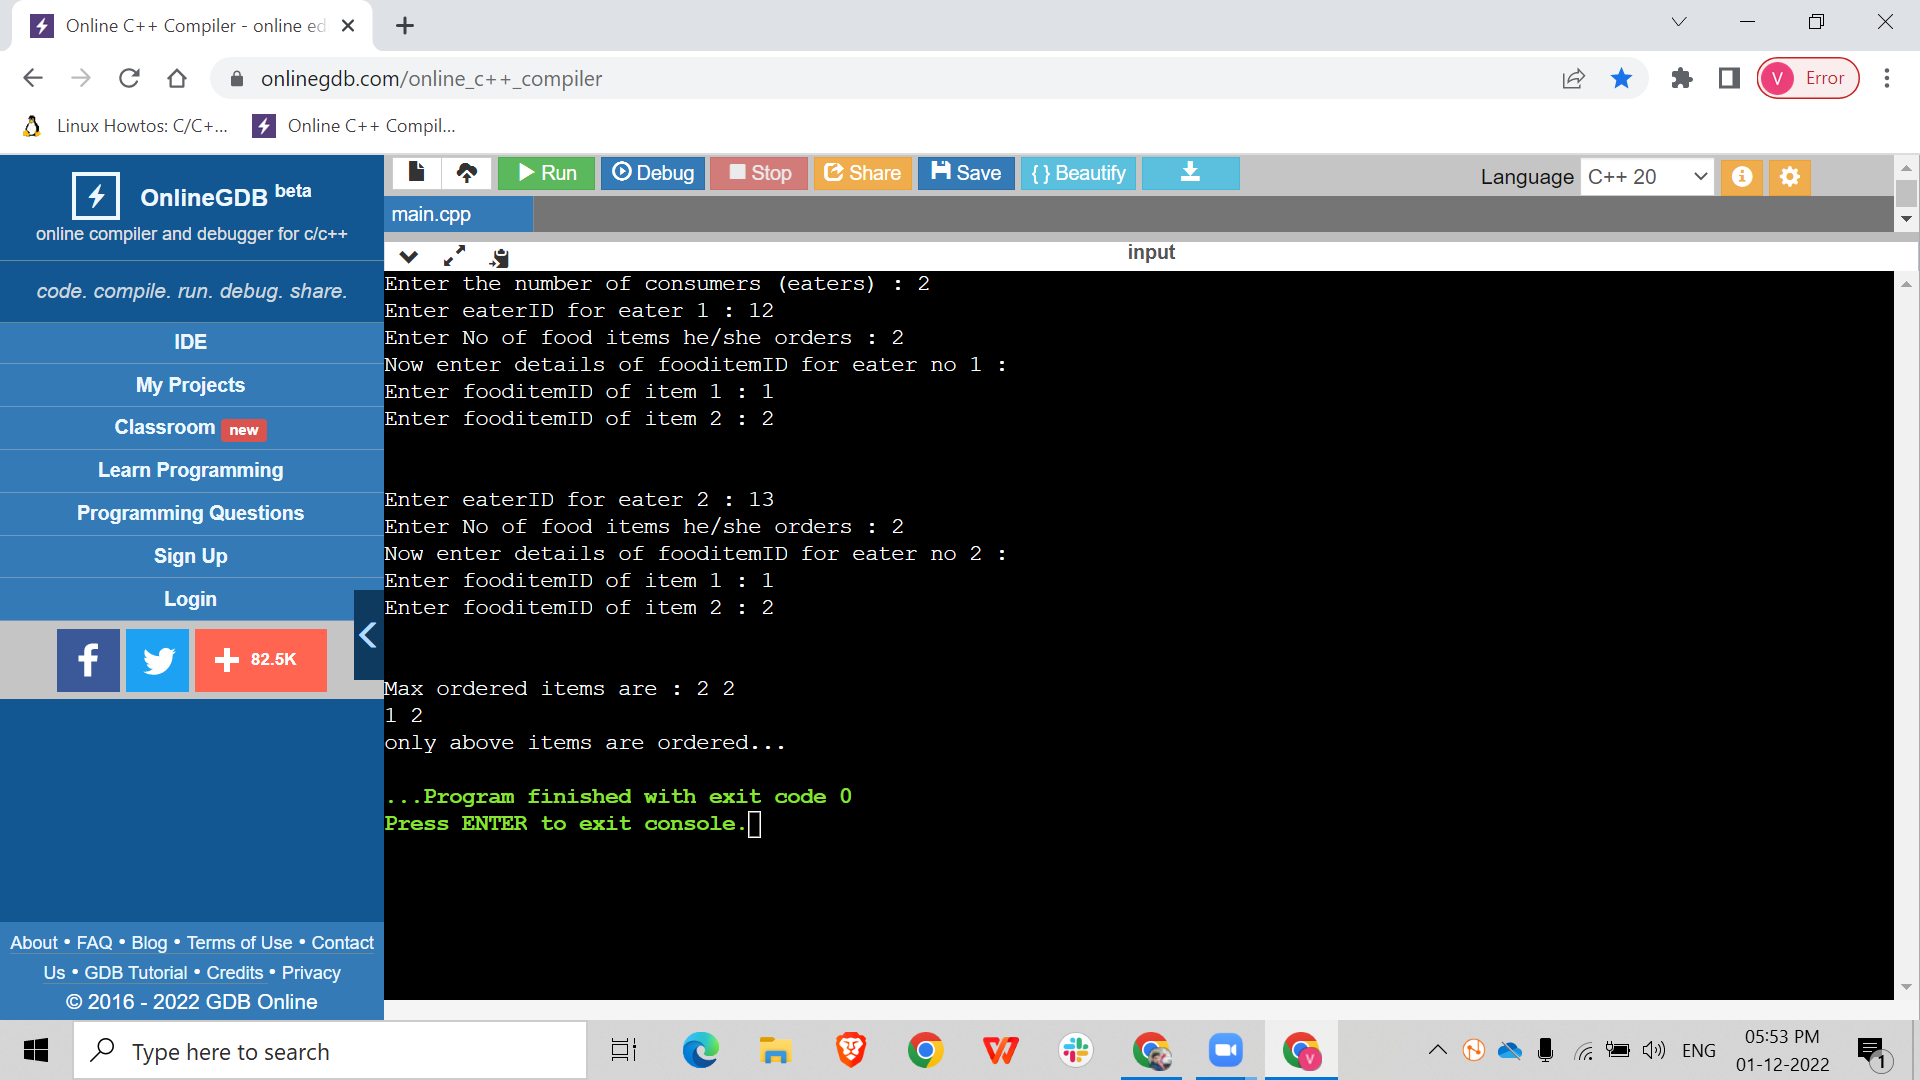 Online C++ Compiler - online ed
onlinegdb.com/online_c++_compiler
V Error
Linux Howtos: C/C+...
Online C++ Compil...
OnlineGDB beta
online compiler and debugger for c/c++
code. compile. run. debug. share.
IDE
My Projects
Classroom new
Learn Programming
Programming Questions
Sign Up
Login
82.5K
About • FAQ • Blog • Terms of Use • Contact
Us • GDB Tutorial • Credits • Privacy
© 2016 - 2022 GDB Online
Run
Debug
Stop
Share
Save
{ } Beautify
Language C++ 20
main.cpp
input
Enter the number of consumers (eaters) : 2
Enter eaterID for eater 1 : 12
Enter No of food items he/she orders : 2
Now enter details of fooditemID for eater no 1 :
Enter fooditemID of item 1 : 1
Enter fooditemID of item 2 : 2
Enter eaterID for eater 2 : 13
Enter No of food items he/she orders : 2
Now enter details of fooditemID for eater no 2 :
Enter fooditemID of item 1 : 1
Enter fooditemID of item 2 : 2
Max ordered items are : 2 2
1 2
only above items are ordered...
...Program finished with exit code 0
Press ENTER to exit console.
Type here to search
V
ENG
05:53 PM
01-12-2022
1